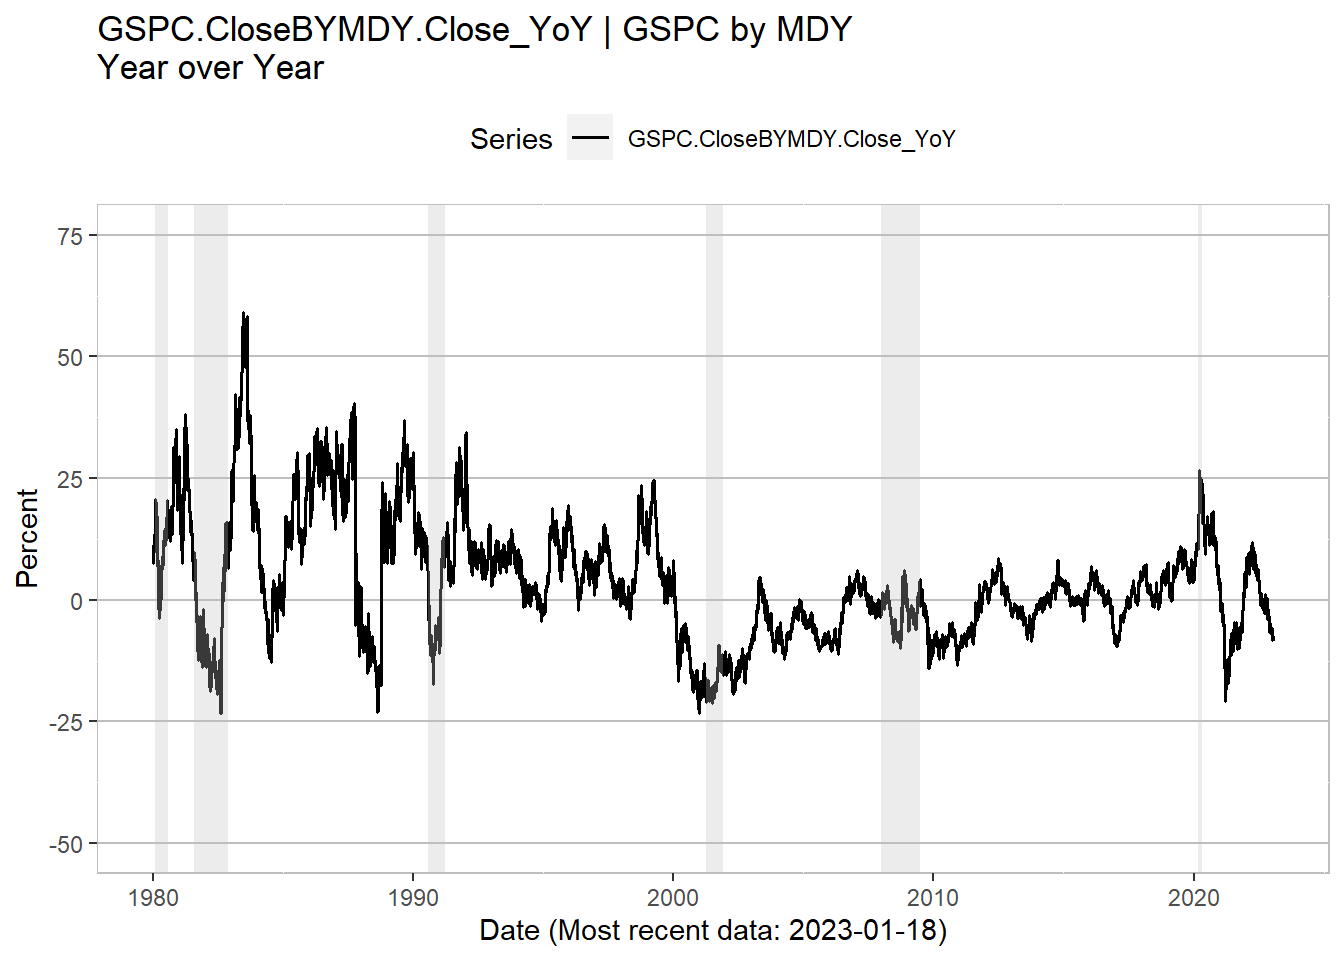 GSPC.CloseBYMDY.Close_YoY | GSPC by MDY
Year over Year
Series GSPC.CloseBYMDY.Close_YoY
75
50
25
0
-25
-50
Percent
1980 1990 2000 2010 2020
Date (Most recent data: 2023-01-18)